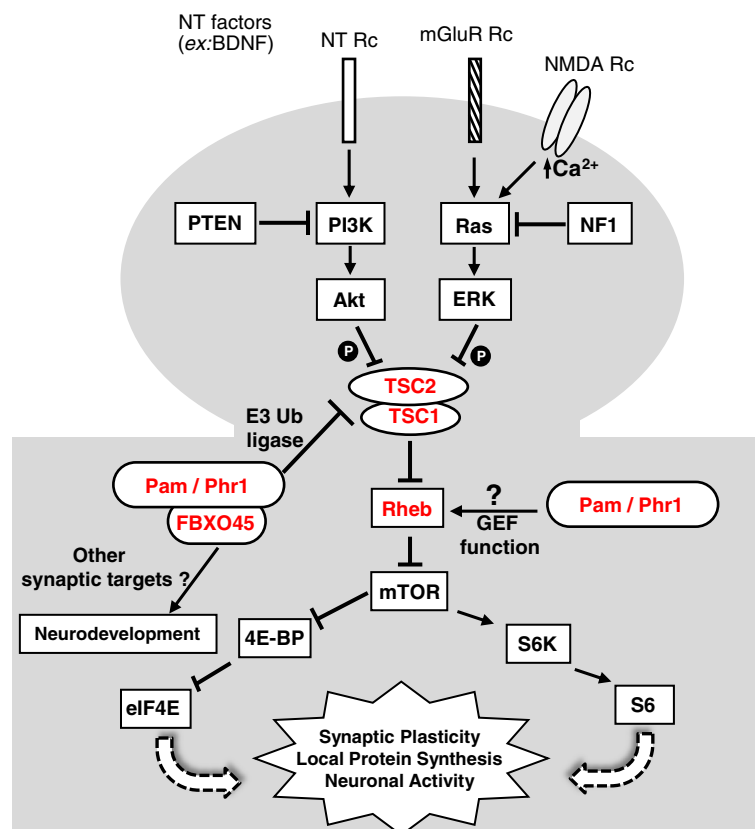 NT factors
(ex:BDNF)
NT Rc
mGluR Rc
NMDA Rc
Ca²⁺
PTEN
PI3K
Ras
NF1
Akt
ERK
P
P
TSC2
TSC1
E3 Ub
ligase
Pam / Phr1
FBXO45
Rheb
?
GEF
function
Pam / Phr1
Other
synaptic targets ?
mTOR
Neurodevelopment
4E-BP
S6K
eIF4E
S6
Synaptic Plasticity
Local Protein Synthesis
Neuronal Activity